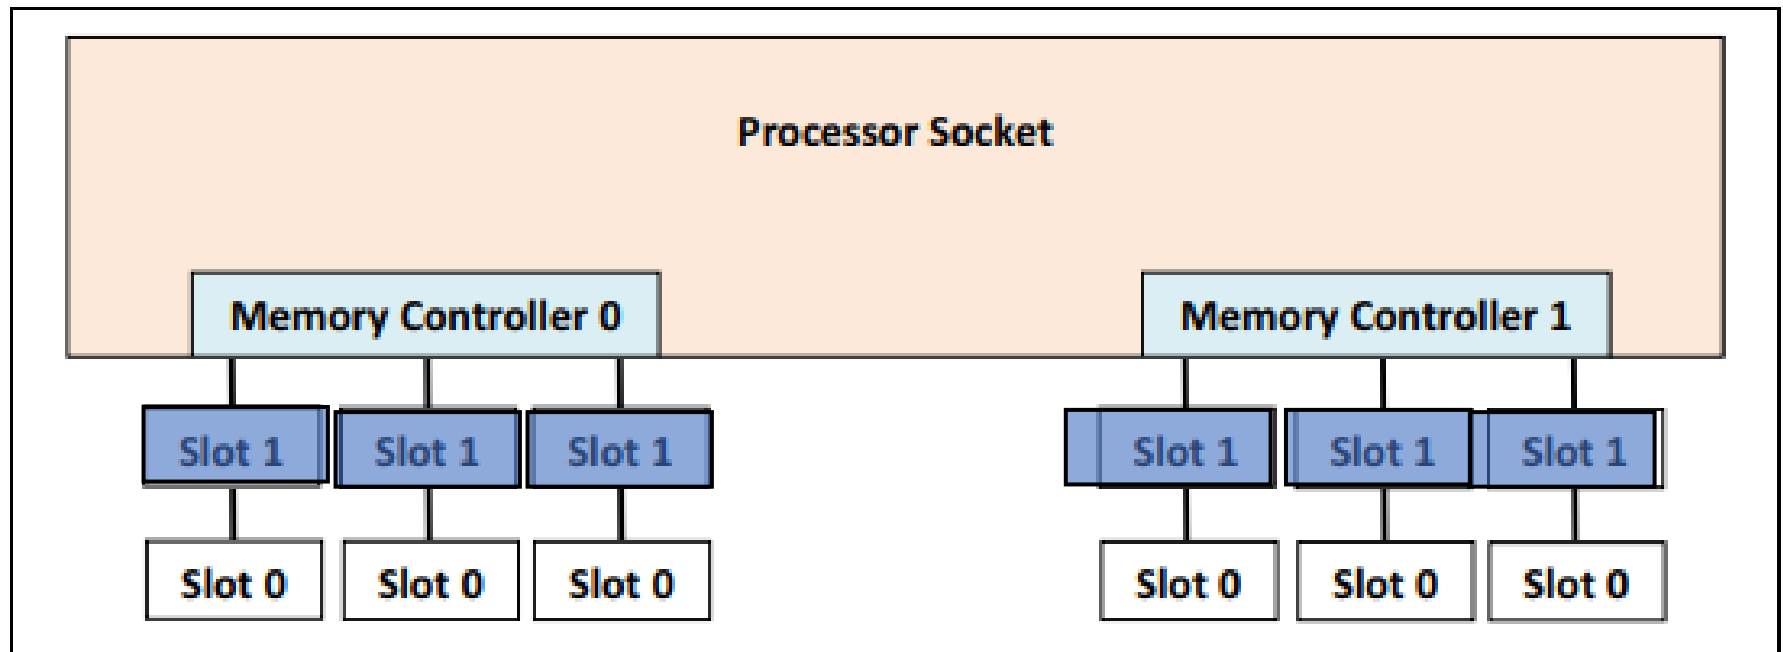 Processor Socket
Memory Controller 0
Memory Controller 1
Slot 1 Slot 1 Slot 1 Slot 1 Slot 1 Slot 1
Slot 0 Slot 0 Slot 0 Slot 0 Slot 0 Slot 0